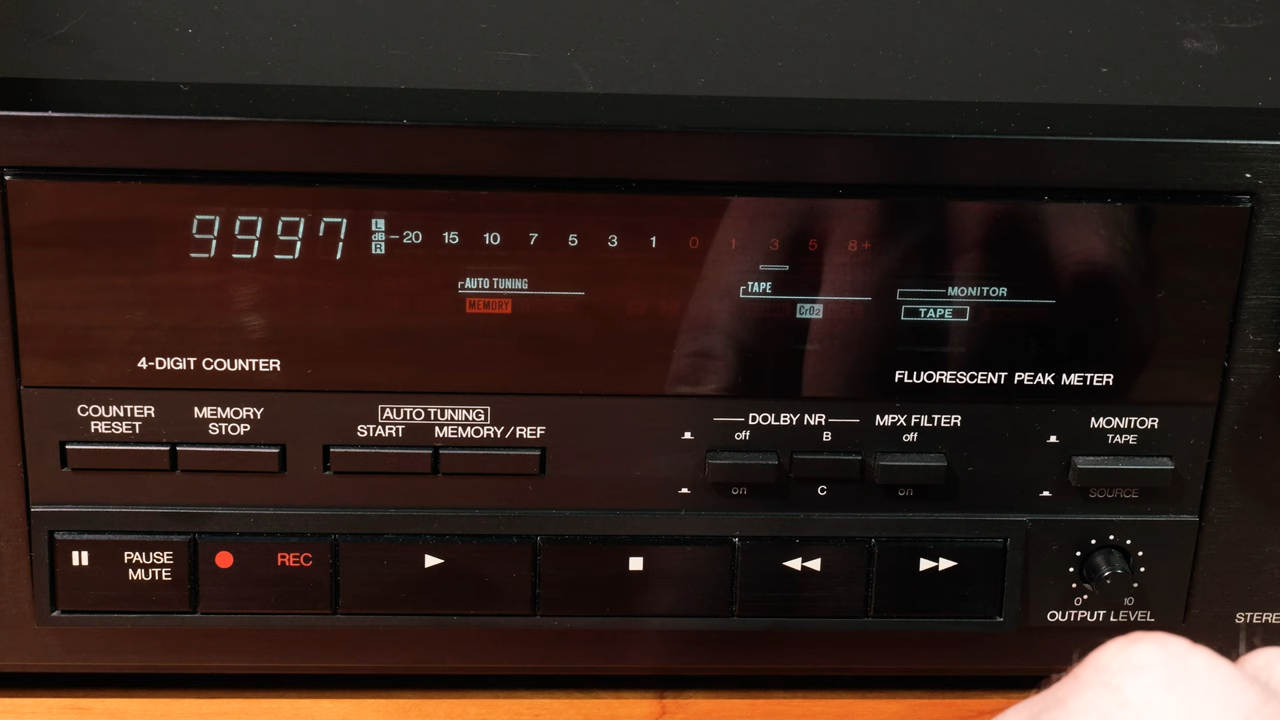 9997 L dB R -20 15 10 7 5 3 1 0 1 3 5 8+
AUTO TUNING TAPE MONITOR
MEMORY CrO2 TAPE
4-DIGIT COUNTER FLUORESCENT PEAK METER
COUNTER RESET MEMORY STOP AUTO TUNING START MEMORY/REF DOLBY NR off B MPX FILTER off MONITOR TAPE
on C on SOURCE
PAUSE MUTE REC
0 10
OUTPUT LEVEL STERE